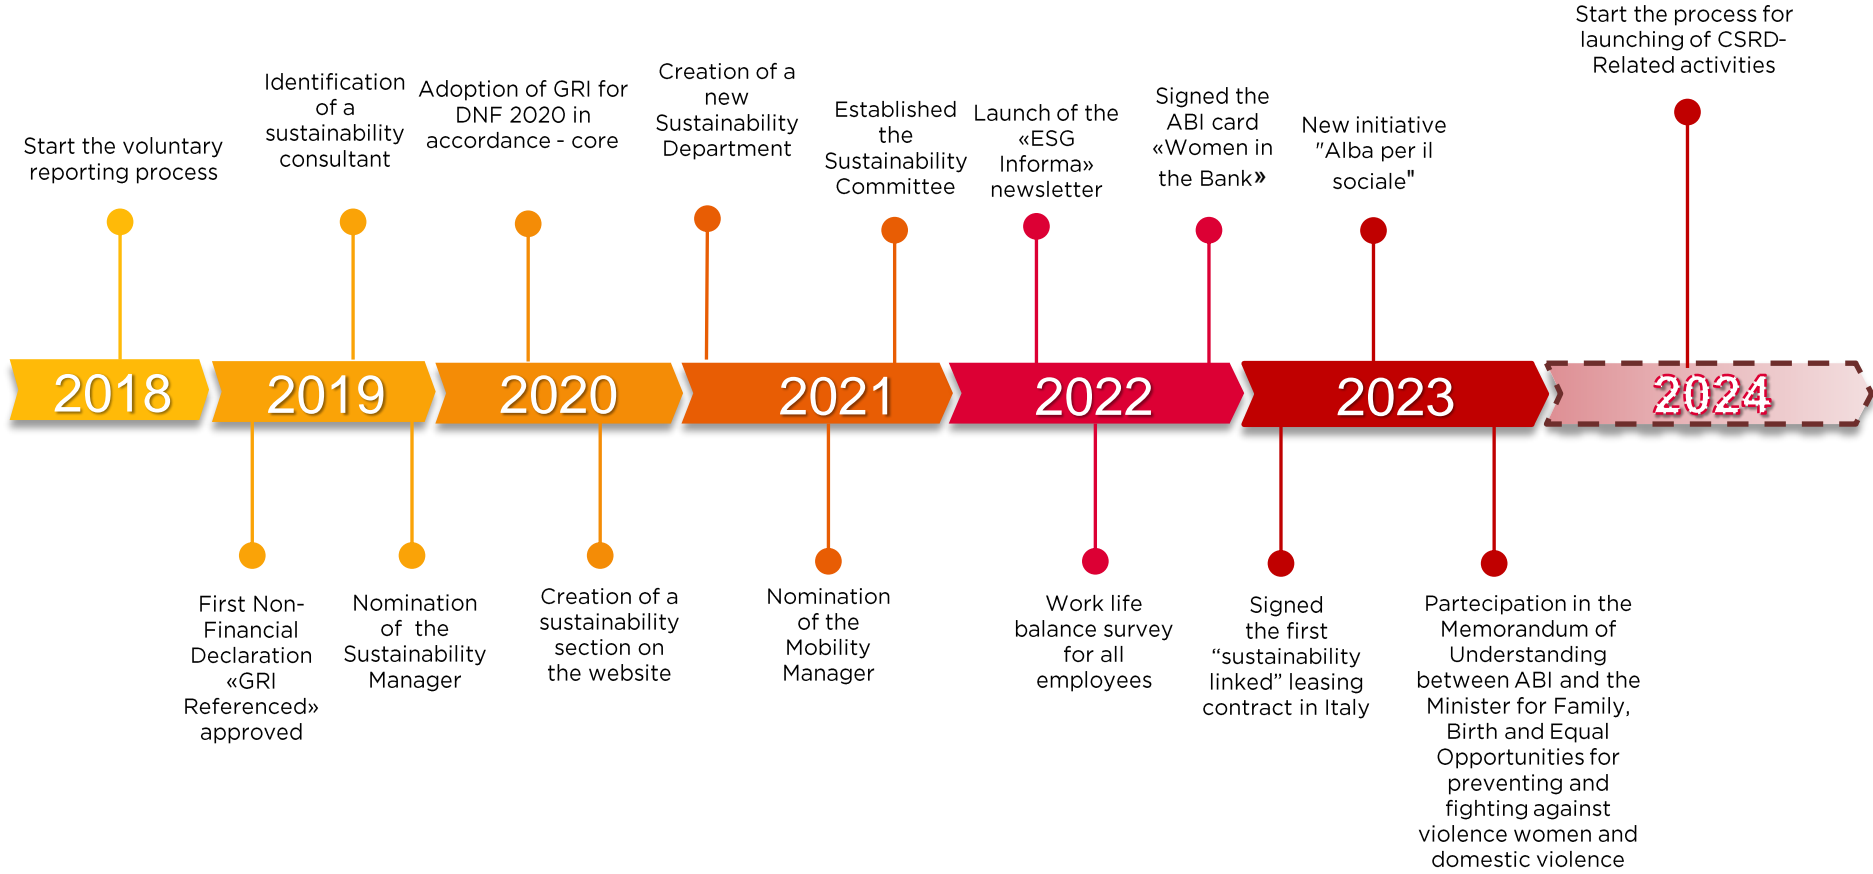 Start the voluntary
reporting process
Identification
of a
sustainability
consultant
Adoption of GRI for
DNF 2020 in
accordance - core
Creation of a
new
Sustainability
Department
Established
the
Sustainability
Committee
Launch of the
«ESG
Informa»
newsletter
Signed the
ABI card
«Women in
the Bank»
New initiative
"Alba per il
sociale"
Start the process for
launching of CSRD-
Related activities
2018
2019
2020
2021
2022
2023
2024
First Non-
Financial
Declaration
«GRI
Referenced»
approved
Nomination
of the
Sustainability
Manager
Creation of a
sustainability
section on
the website
Nomination
of the
Mobility
Manager
Work life
balance survey
for all
employees
Signed
the first
“sustainability
linked” leasing
contract in Italy
Partecipation in the
Memorandum of
Understanding
between ABI and the
Minister for Family,
Birth and Equal
Opportunities for
preventing and
fighting against
violence women and
domestic violence